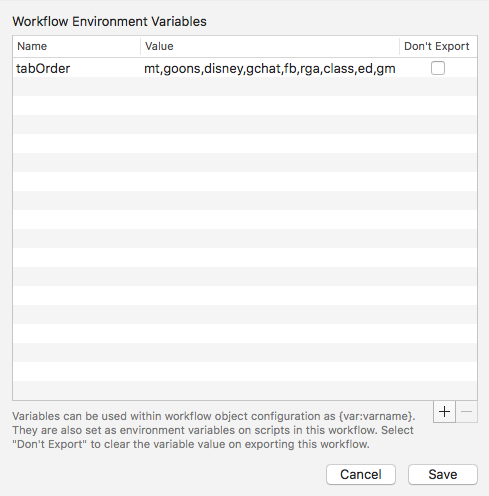 Workflow Environment Variables
Name Value Don't Export
tabOrder mt,goons,disney,gchat,fb,rga,class,ed,gm
+ −
Variables can be used within workflow object configuration as {var:varname}.
They are also set as environment variables on scripts in this workflow. Select
"Don't Export" to clear the variable value on exporting this workflow.
Cancel Save